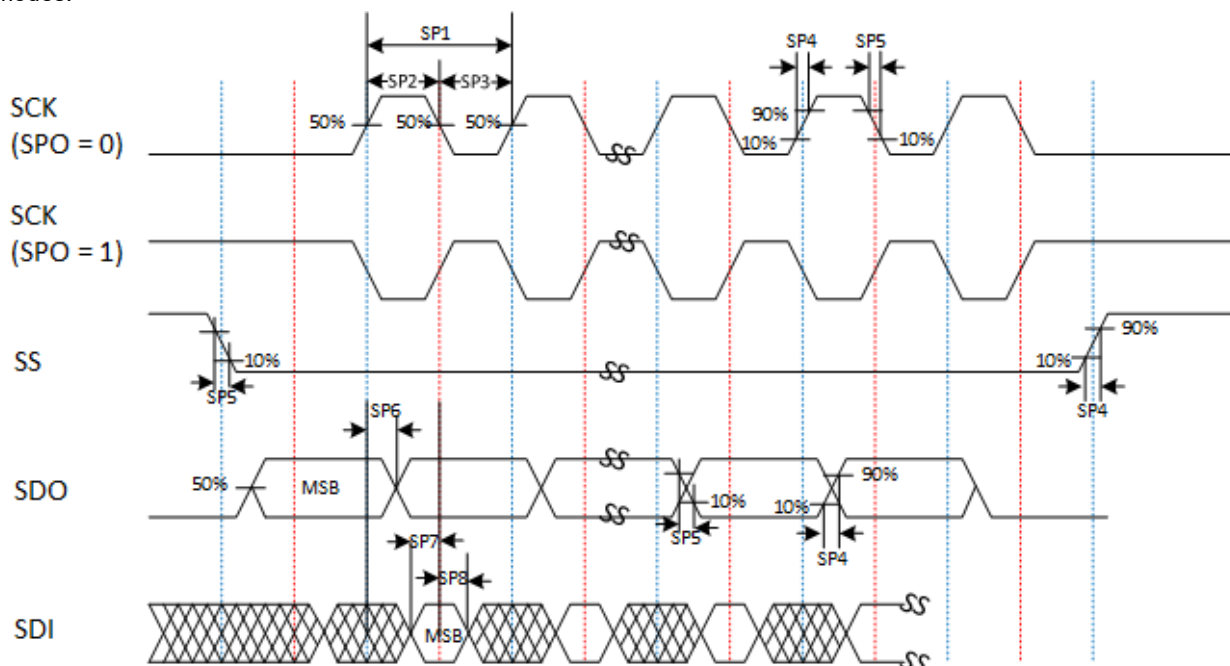 SP1
SP4 SP5
SP2 SP3
SCK
(SPO = 0)
50% 50% 50% 90%
10% 10%
SCK
(SPO = 1)
SS
10% 10% 90%
SP5 SP4
SP6
SDO
50% MSB 10% 10% 90%
SP5 SP4
SP7
SP8
SDI
MSB